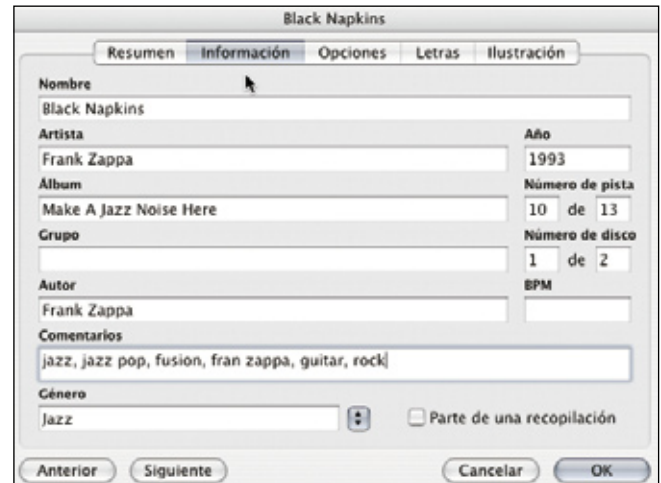 Black Napkins
Resumen Información Opciones Letras Ilustración
Nombre
Black Napkins
Artista Año
Frank Zappa 1993
Álbum Número de pista
Make A Jazz Noise Here 10 de 13
Grupo Número de disco
1 de 2
Autor BPM
Frank Zappa
Comentarios
jazz, jazz pop, fusion, fran zappa, guitar, rock
Género
Jazz Parte de una recopilación
Anterior Siguiente Cancelar OK